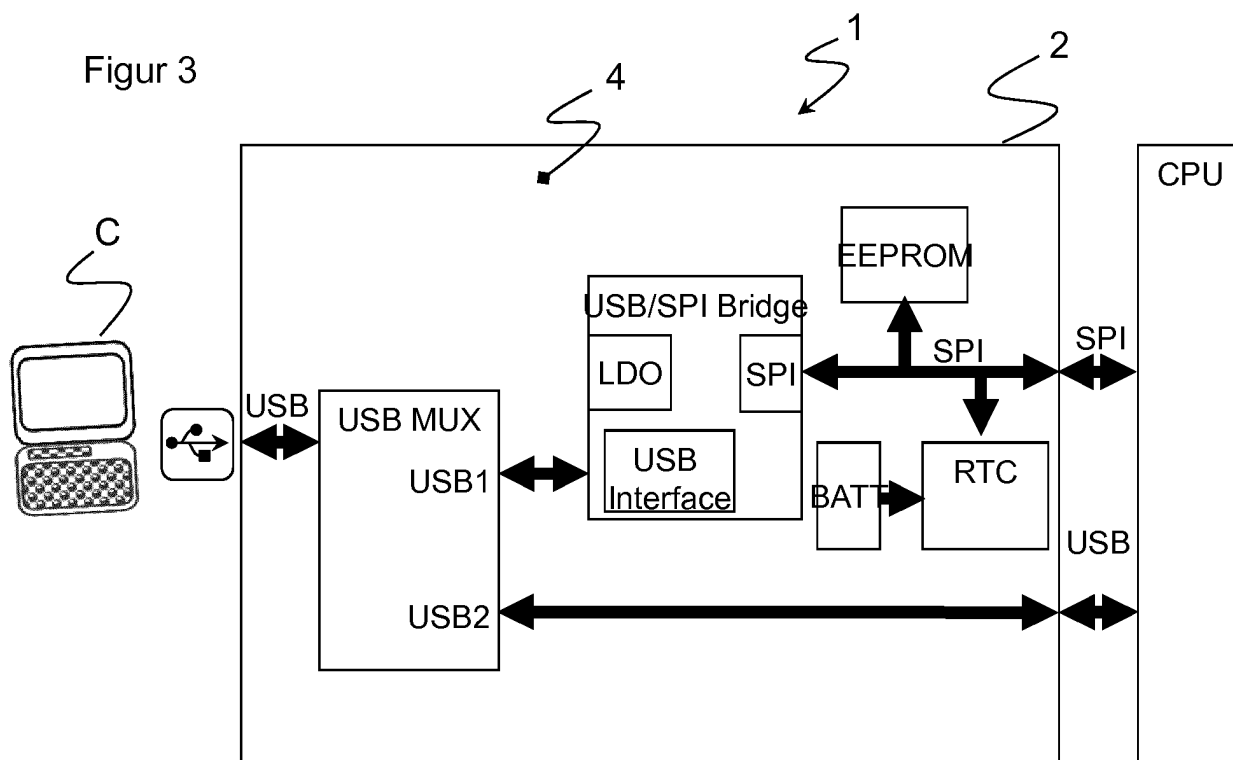 Figur 3
1
2
4
CPU
C
EEPROM
USB/SPI Bridge
SPI
SPI
LDO
SPI
USB
USB MUX
USB1
USB
Interface
BATT
RTC
USB
USB2